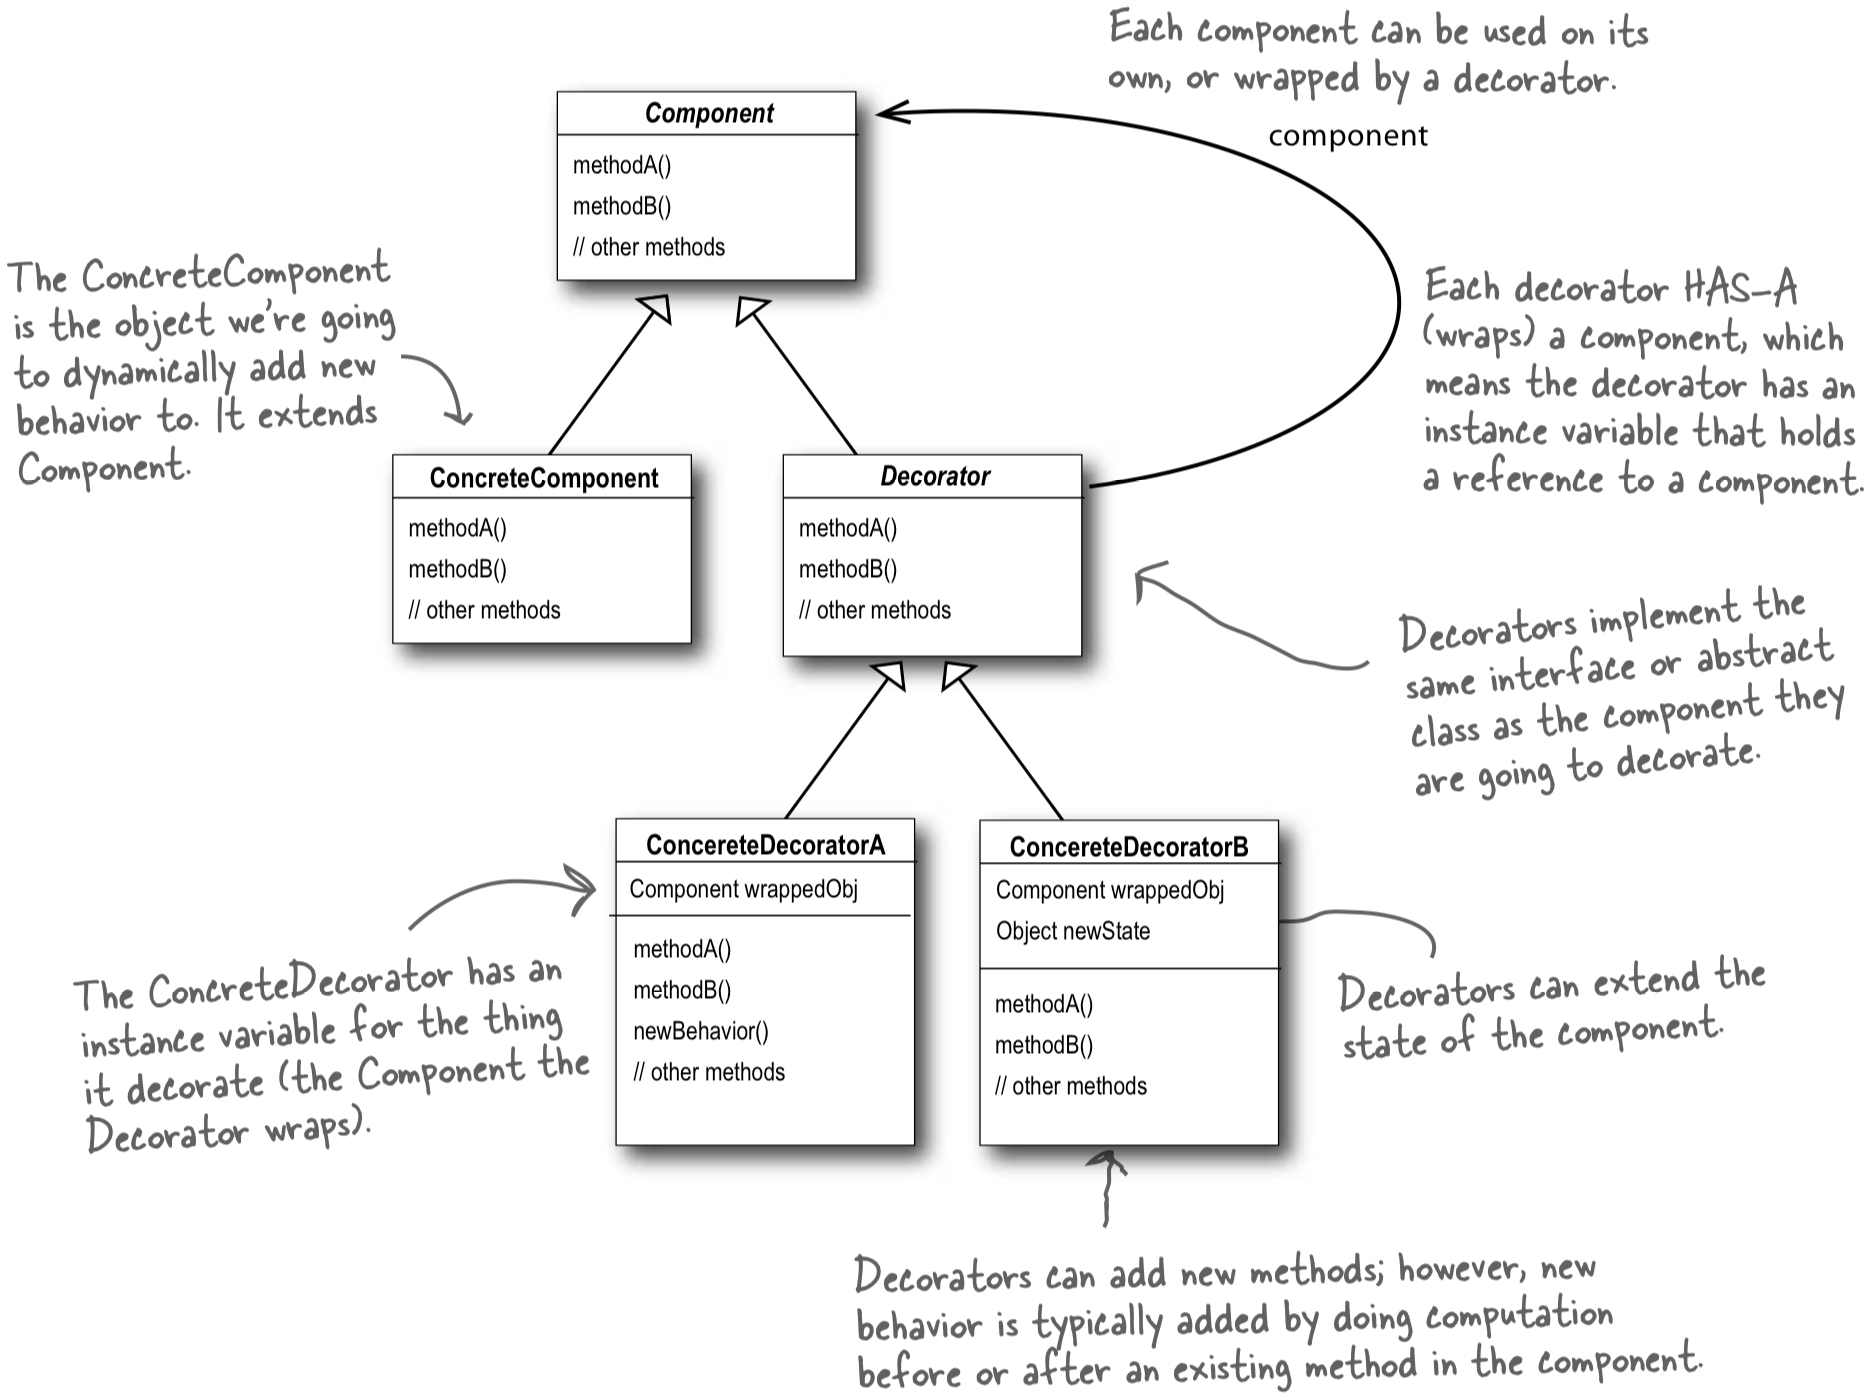 Each component can be used on its
own, or wrapped by a decorator.
component
Component
methodA()
methodB()
// other methods
The ConcreteComponent
is the object we're going
to dynamically add new
behavior to. It extends
Component.
Each decorator HAS-A
(wraps) a component, which
means the decorator has an
instance variable that holds
a reference to a component.
ConcreteComponent
methodA()
methodB()
// other methods
Decorator
methodA()
methodB()
// other methods
Decorators implement the
same interface or abstract
class as the component they
are going to decorate.
ConcereteDecoratorA
Component wrappedObj
methodA()
methodB()
newBehavior()
// other methods
ConcereteDecoratorB
Component wrappedObj
Object newState
methodA()
methodB()
// other methods
The ConcreteDecorator has an
instance variable for the thing
it decorate (the Component the
Decorator wraps).
Decorators can extend the
state of the component.
Decorators can add new methods; however, new
behavior is typically added by doing computation
before or after an existing method in the component.